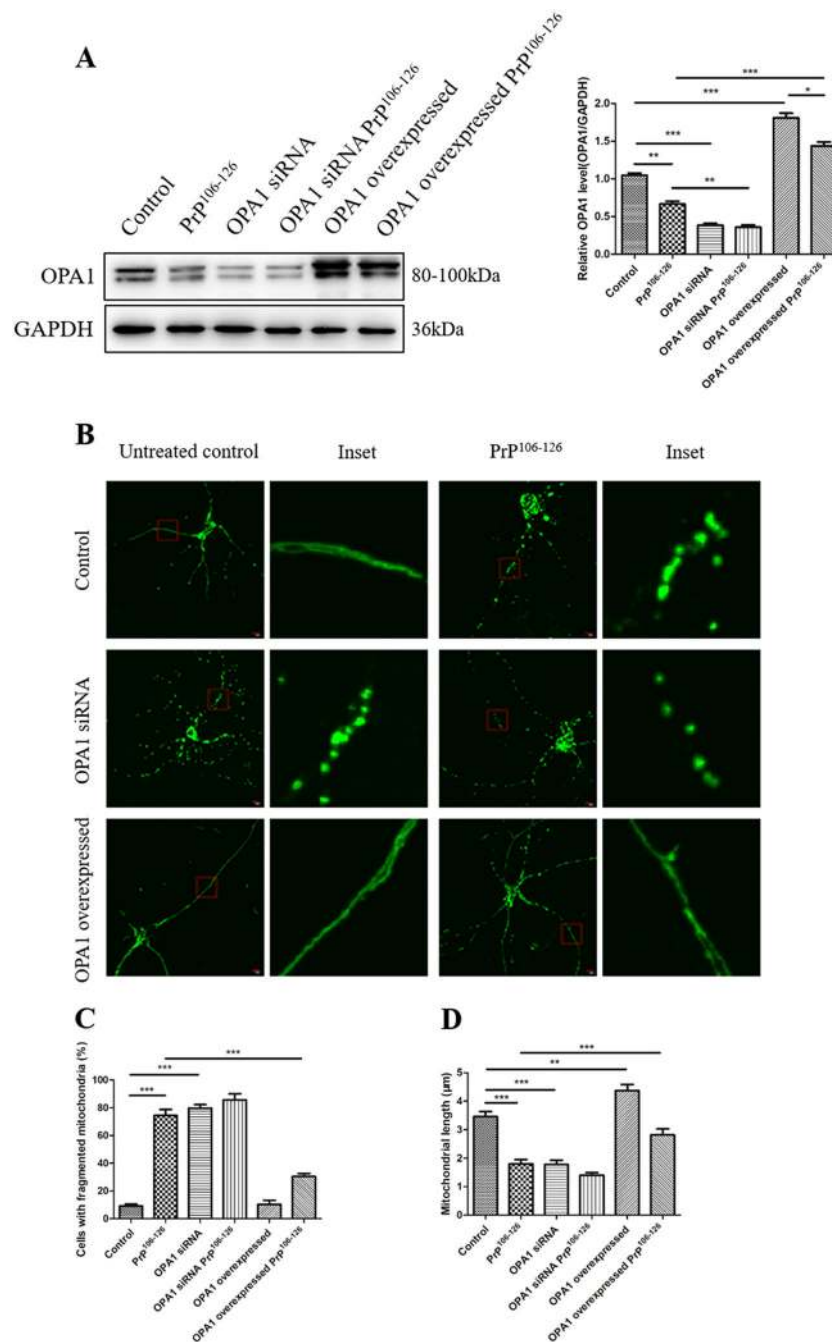 A
Control
PrP106-126
OPA1 siRNA
OPA1 siRNA PrP106-126
OPA1 overexpressed
OPA1 overexpressed PrP106-126
OPA1
80-100kDa
GAPDH
36kDa
Relative OPA1 level(OPA1/GAPDH)
2.0
1.5
1.0
0.5
0.0
***
***
*
***
**
**
Control
PrP106-126
OPA1 siRNA
OPA1 siRNA PrP106-126
OPA1 overexpressed
OPA1 overexpressed PrP106-126
B
Untreated control
Inset
PrP106-126
Inset
Control
OPA1 siRNA
OPA1 overexpressed
C
Cells with fragmented mitochondria (%)
100
80
60
40
20
0
***
***
***
Control
PrP106-126
OPA1 siRNA
OPA1 siRNA PrP106-126
OPA1 overexpressed
OPA1 overexpressed PrP106-126
D
Mitochondrial length (μm)
5
4
3
2
1
0
***
**
***
***
Control
PrP106-126
OPA1 siRNA
OPA1 siRNA PrP106-126
OPA1 overexpressed
OPA1 overexpressed PrP106-126